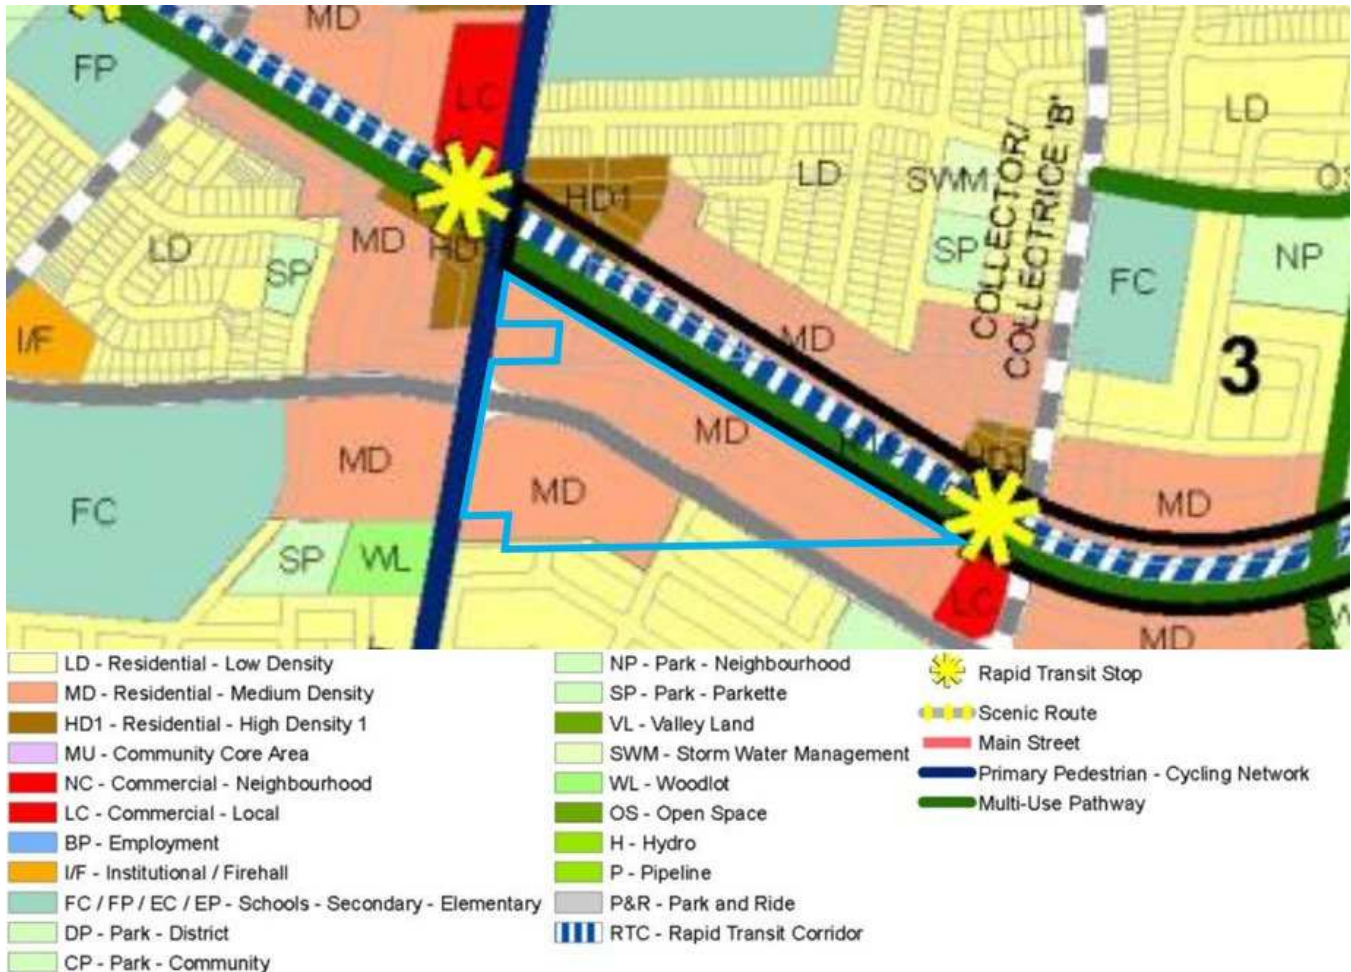 MD
FP
LC
LD
HD1
LD
SWM
COLLECTOR/
COLLECTRICE 'B'
MD
HD
LD
SP
SP
FC
NP
I/F
MD
3
MD
HD1
MD
MD
MD
FC
SP
WL
LC
MD
LD - Residential - Low Density
MD - Residential - Medium Density
HD1 - Residential - High Density 1
MU - Community Core Area
NC - Commercial - Neighbourhood
LC - Commercial - Local
BP - Employment
I/F - Institutional / Firehall
FC / FP / EC / EP - Schools - Secondary - Elementary
DP - Park - District
CP - Park - Community
NP - Park - Neighbourhood
SP - Park - Parkette
VL - Valley Land
SWM - Storm Water Management
WL - Woodlot
OS - Open Space
H - Hydro
P - Pipeline
P&R - Park and Ride
RTC - Rapid Transit Corridor
Rapid Transit Stop
Scenic Route
Main Street
Primary Pedestrian - Cycling Network
Multi-Use Pathway